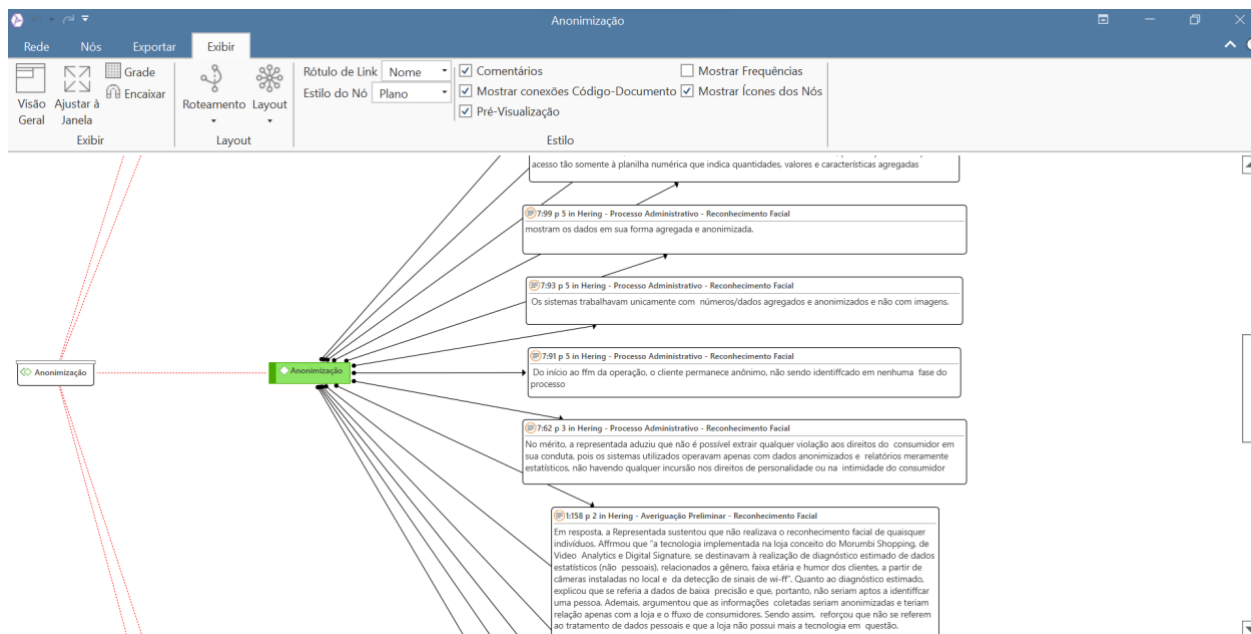 Anonimização
Rede Nós Exportar Exibir
Visão Geral
Ajustar à Janela
Grade
Encaixar
Exibir
Roteamento
Layout
Layout
Rótulo de Link Nome
Estilo do Nó Plano
Comentários
Mostrar conexões Código-Documento
Pré-Visualização
Mostrar Frequências
Mostrar Ícones dos Nós
Estilo
acesso tão somente à planilha numérica que indica quantidades, valores e características agregadas
7:99 p 5 in Hering - Processo Administrativo - Reconhecimento Facial
mostram os dados em sua forma agregada e anonimizada.
7:93 p 5 in Hering - Processo Administrativo - Reconhecimento Facial
Os sistemas trabalhavam unicamente com números/dados agregados e anonimizados e não com imagens.
7:91 p 5 in Hering - Processo Administrativo - Reconhecimento Facial
Do início ao ffm da operação, o cliente permanece anônimo, não sendo identiffcado em nenhuma fase do
processo
Anonimização
Anonimização
7:62 p 3 in Hering - Processo Administrativo - Reconhecimento Facial
No mérito, a representada aduziu que não é possível extrair qualquer violação aos direitos do consumidor em
sua conduta, pois os sistemas utilizados operavam apenas com dados anonimizados e relatórios meramente
estatísticos, não havendo qualquer incursão nos direitos de personalidade ou na intimidade do consumidor
1:158 p 2 in Hering - Averiguação Preliminar - Reconhecimento Facial
Em resposta, a Representada sustentou que não realizava o reconhecimento facial de quaisquer
indivíduos. Affrmou que "a tecnologia implementada na loja conceito do Morumbi Shopping, de
Video Analytics e Digital Signature, se destinavam à realização de diagnóstico estimado de dados
estatísticos (não pessoais), relacionados a gênero, faixa etária e humor dos clientes, a partir de
câmeras instaladas no local e da detecção de sinais de wi-ff". Quanto ao diagnóstico estimado,
explicou que se referia a dados de baixa precisão e que, portanto, não seriam aptos a identiffcar
uma pessoa. Ademais, argumentou que as informações coletadas seriam anonimizadas e teriam
relação apenas com a loja e o ffuxo de consumidores. Sendo assim, reforçou que não se referem
ao tratamento de dados pessoais e que a loja não possui mais a tecnologia em questão.